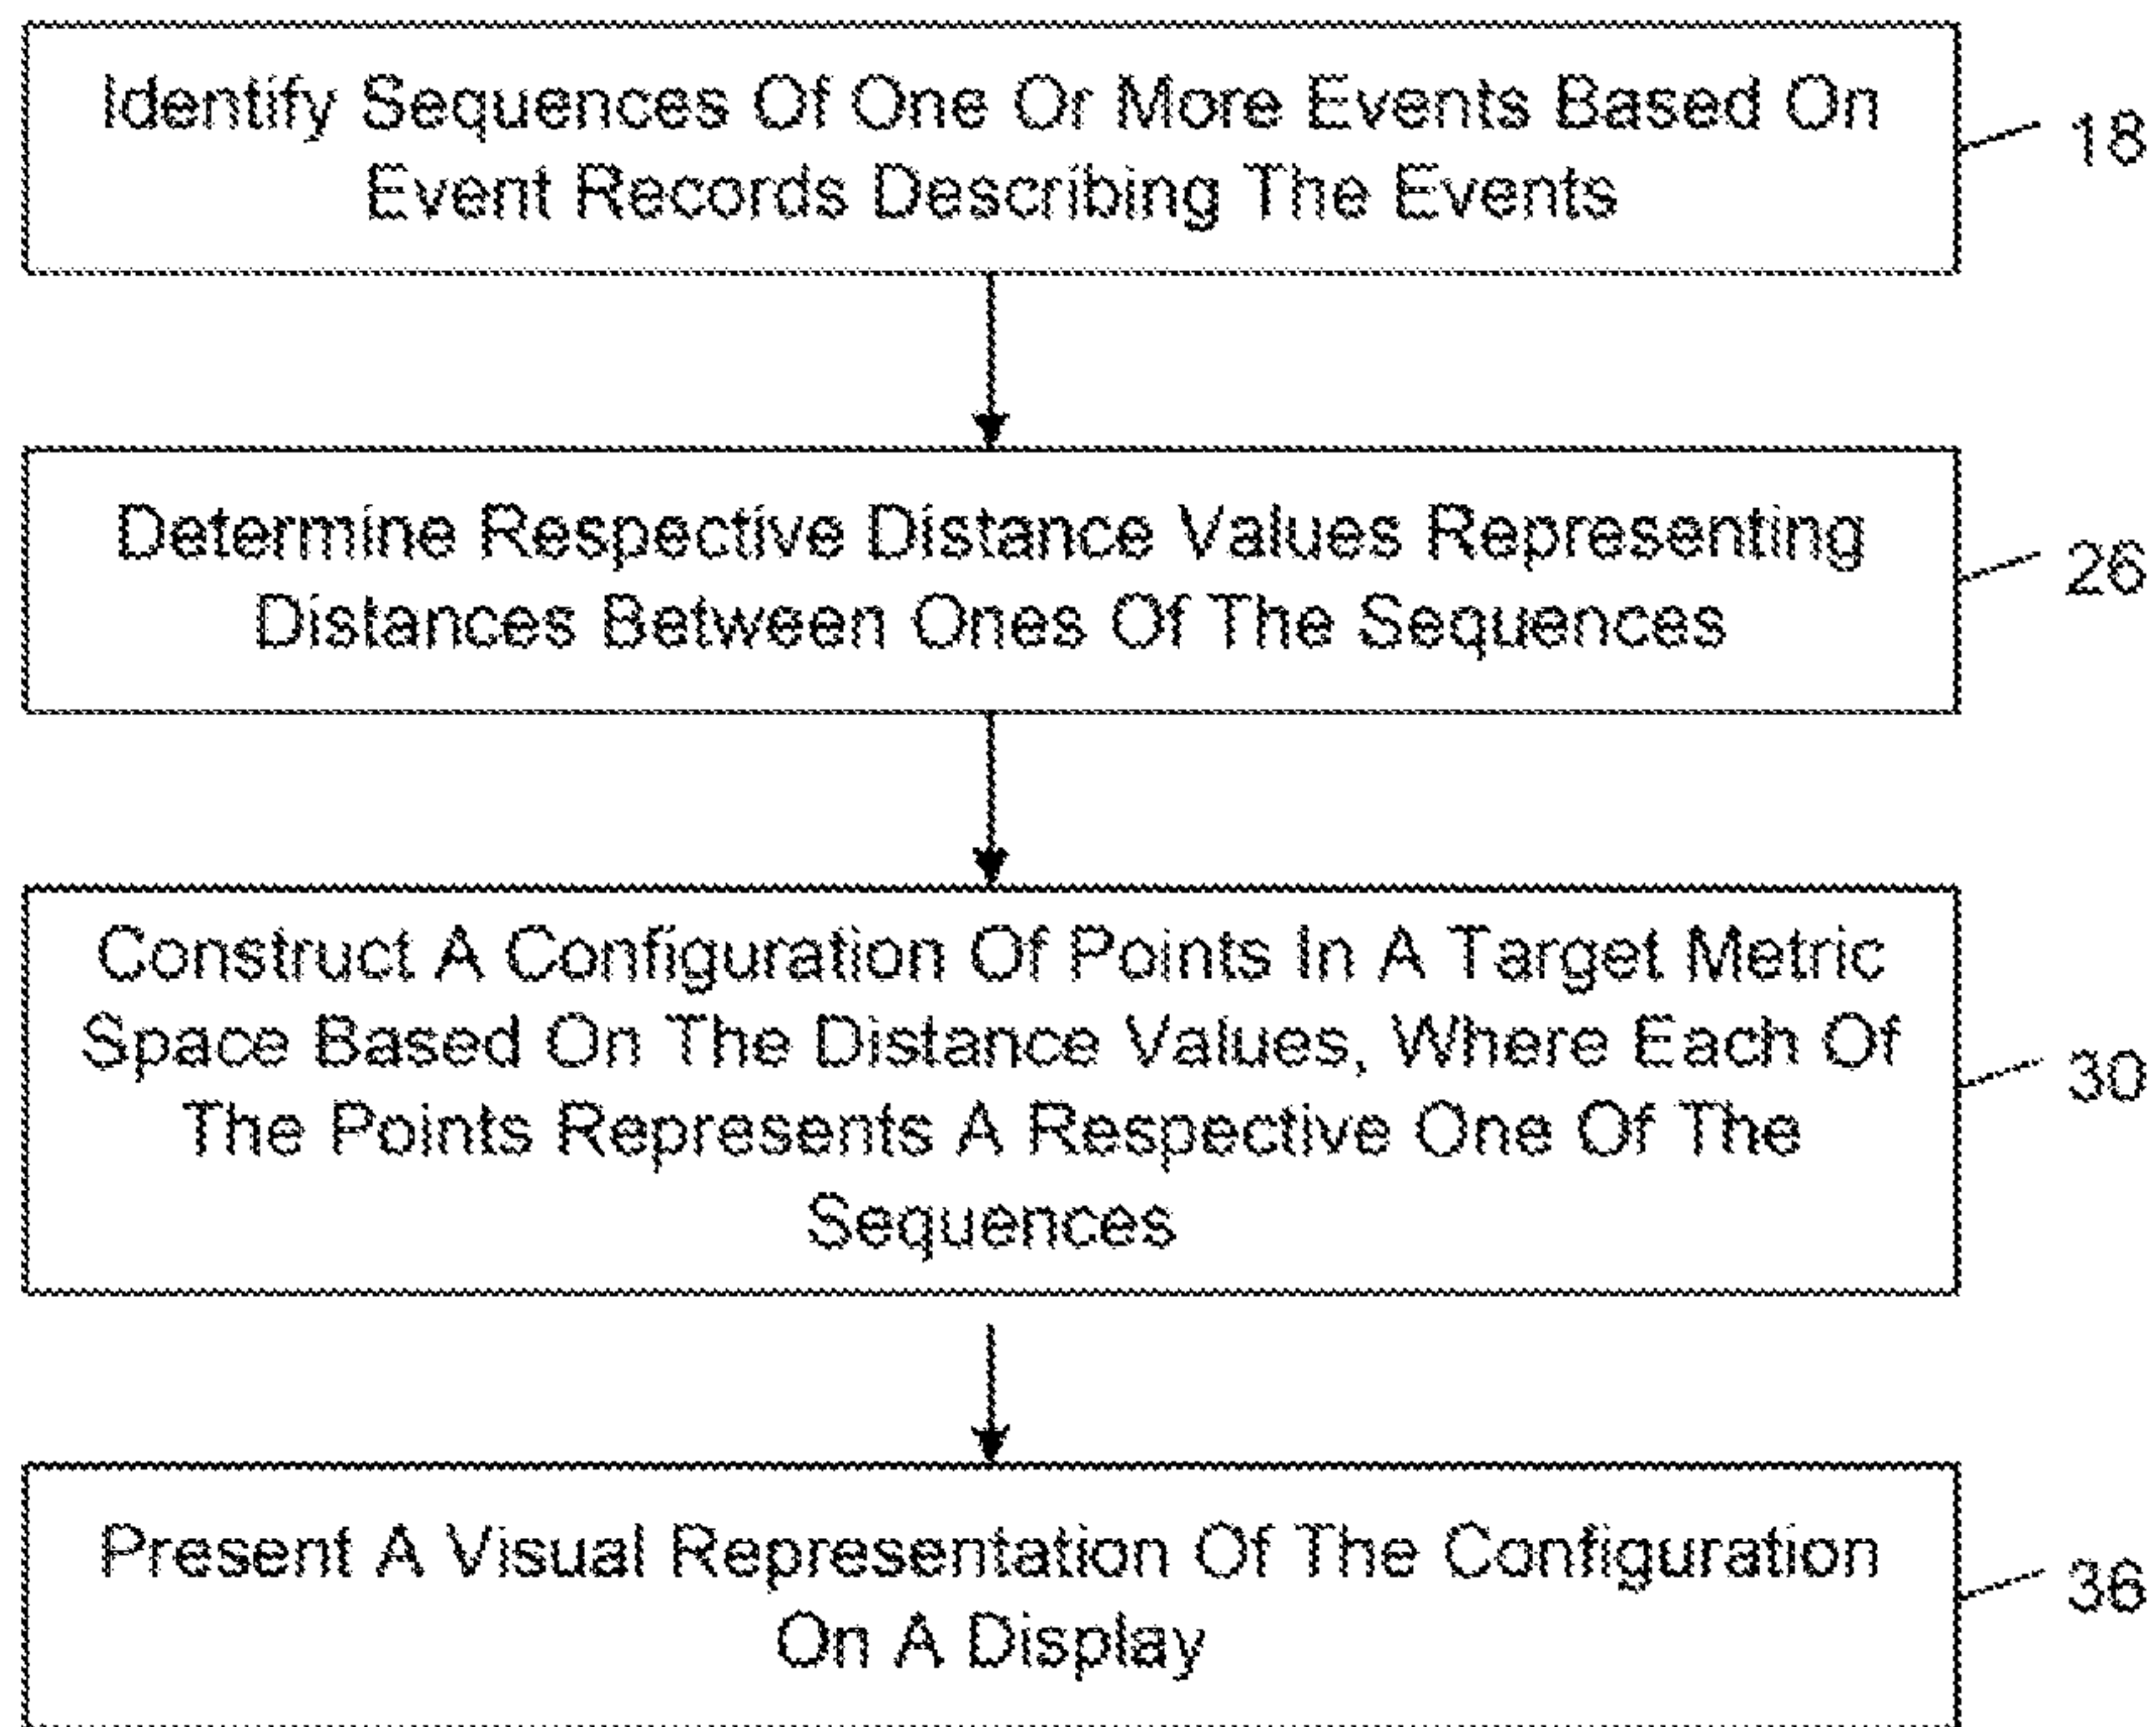 Identify Sequences Of One Or More Events Based On
Event Records Describing The Events
18
Determine Respective Distance Values Representing
Distances Between Ones Of The Sequences
26
Construct A Configuration Of Points In A Target Metric
Space Based On The Distance Values, Where Each Of
The Points Represents A Respective One Of The
Sequences
30
Present A Visual Representation Of The Configuration
On A Display
36